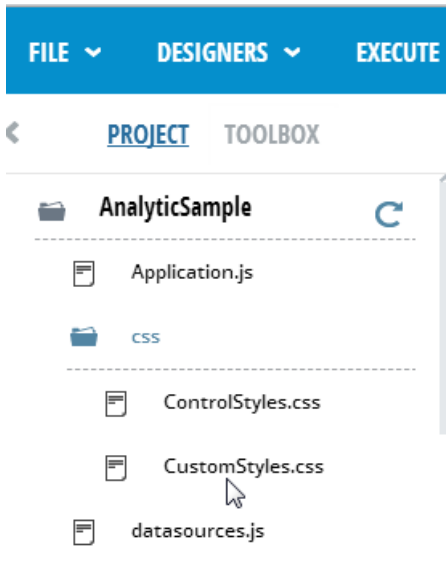 FILE DESIGNERS EXECUTE
PROJECT TOOLBOX
AnalyticSample
Application.js
css
ControlStyles.css
CustomStyles.css
datasources.js